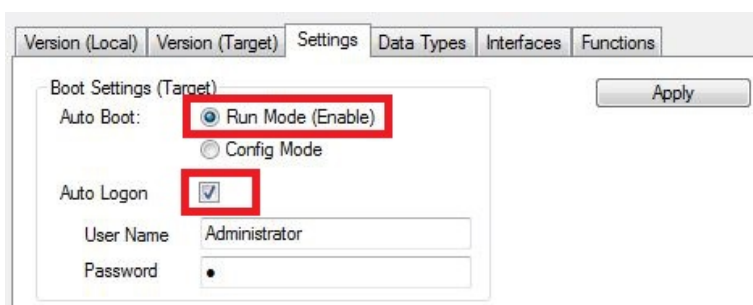 Version (Local) Version (Target) Settings Data Types Interfaces Functions
Boot Settings (Target)
Apply
Auto Boot: Run Mode (Enable)
Config Mode
Auto Logon
User Name Administrator
Password ●